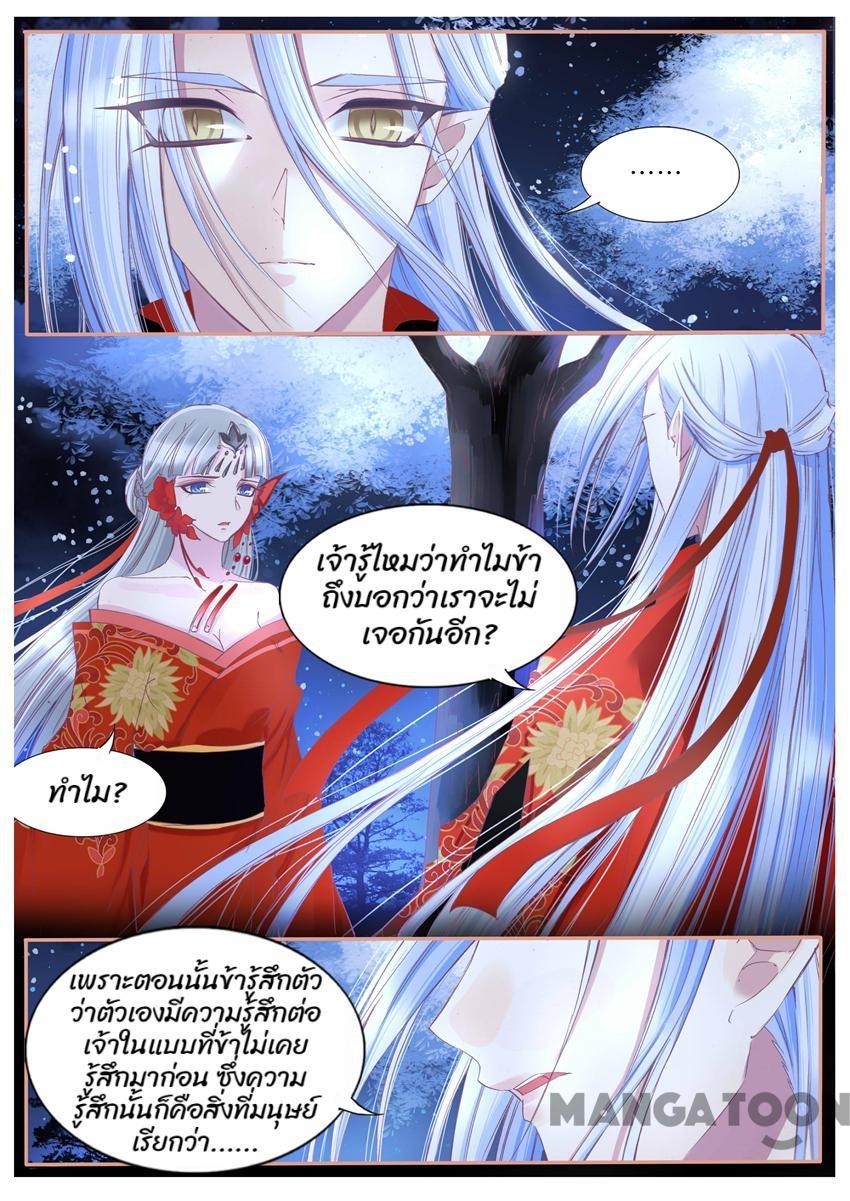 ......
เจ้ารู้ไหมว่าทำไมข้า
ถึงบอกว่าเราจะไม่
เจอกันอีก?
ทำไม?
เพราะตอนนั้นข้ารู้สึกตัว
ว่าตัวเองมีความรู้สึกต่อ
เจ้าในแบบที่ข้าไม่เคย
รู้สึกมาก่อน ซึ่งความ
รู้สึกนั้นก็คือสิ่งที่มนุษย์
เรียกว่า......
MANGATOON